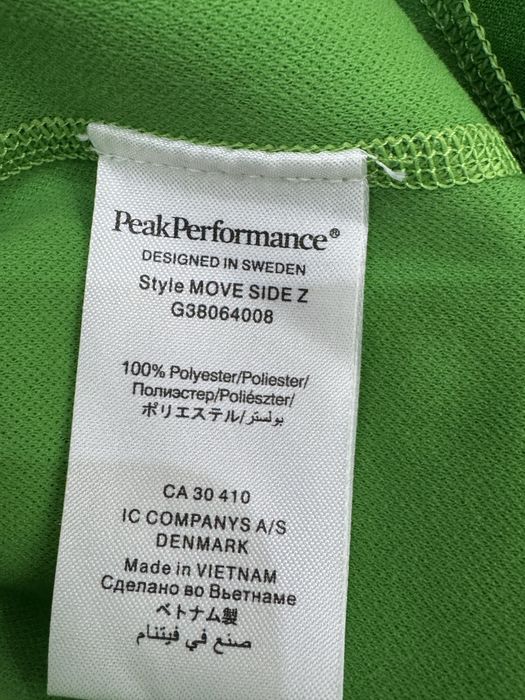 PeakPerformance®
DESIGNED IN SWEDEN
Style MOVE SIDE Z
G38064008
100% Polyester/Poliester/
Полиэстер/Poliészter/
ポリエステル/بولستر
CA 30 410
IC COMPANYS A/S
DENMARK
Made in VIETNAM
Сделано во Вьетнаме
ベトナム製
صنع في فيتنام